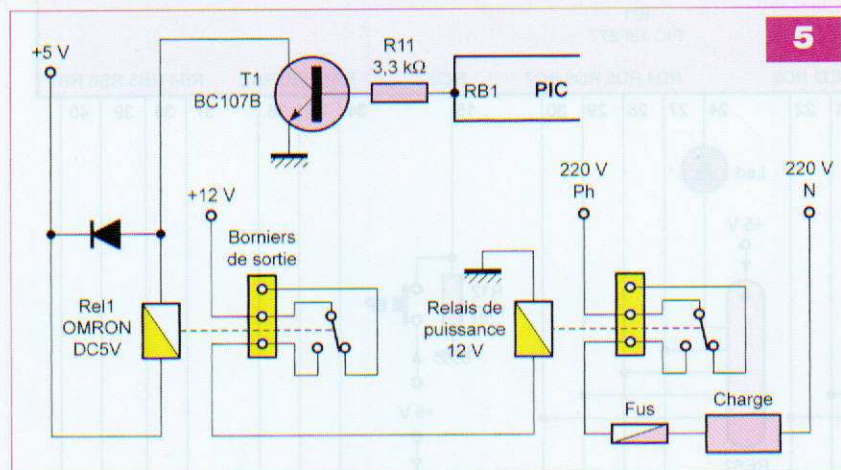 5
+5 V
T1
BC107B
R11
3,3 kΩ
RB1
PIC
+12 V
220 V
Ph
220 V
N
Borniers
de sortie
Rel1
OMRON
DC5V
Relais de
puissance
12 V
Fus
Charge